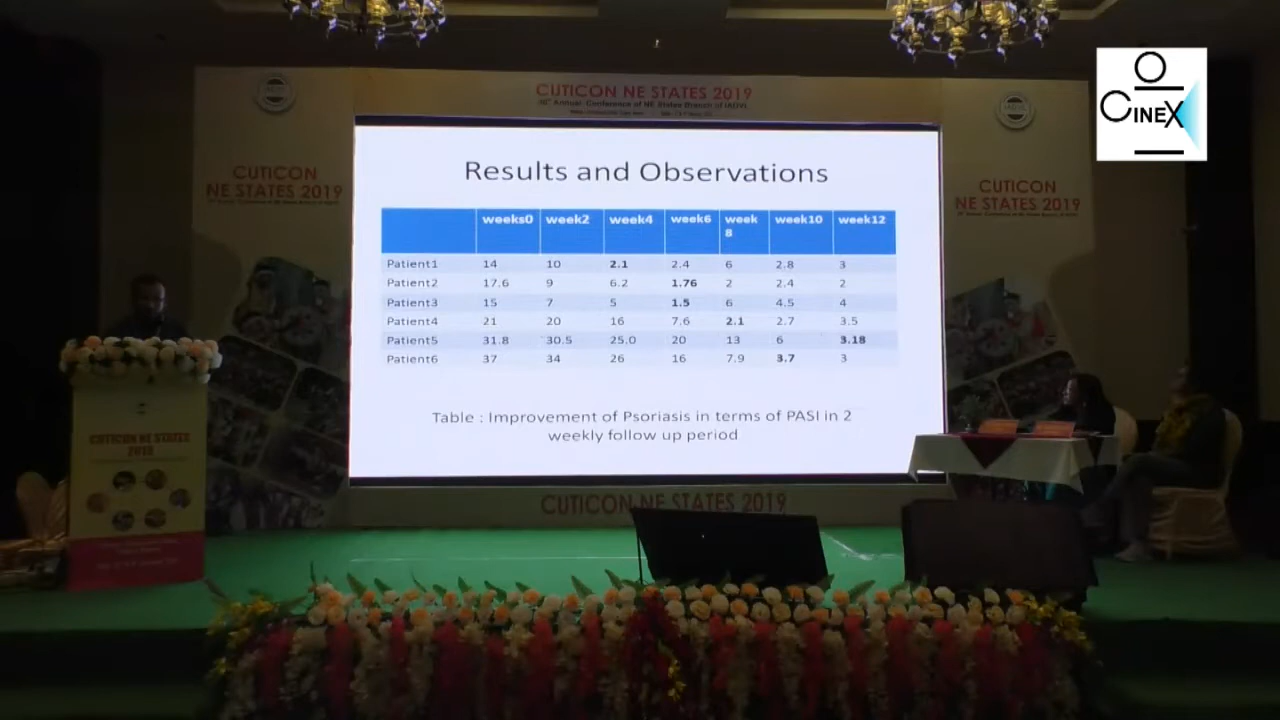 CUTICON NE STATES 2019
CINEX
CUTICON
NE STATES 2019
CUTICON
NE STATES 2019
Results and Observations
weeks0 week2 week4 week6 week 8 week10 week12
Patient1 14 10 2.1 2.4 6 2.8 3
Patient2 17.6 9 6.2 1.76 2 2.4 2
Patient3 15 7 5 1.5 6 4.5 4
Patient4 21 20 16 7.6 2.1 2.7 3.5
Patient5 31.8 30.5 25.0 20 13 6 3.18
Patient6 37 34 26 16 7.9 3.7 3
Table : Improvement of Psoriasis in terms of PASI in 2
weekly follow up period
CUTICON NE STATES
2019
CUTICON NE STATES 2019